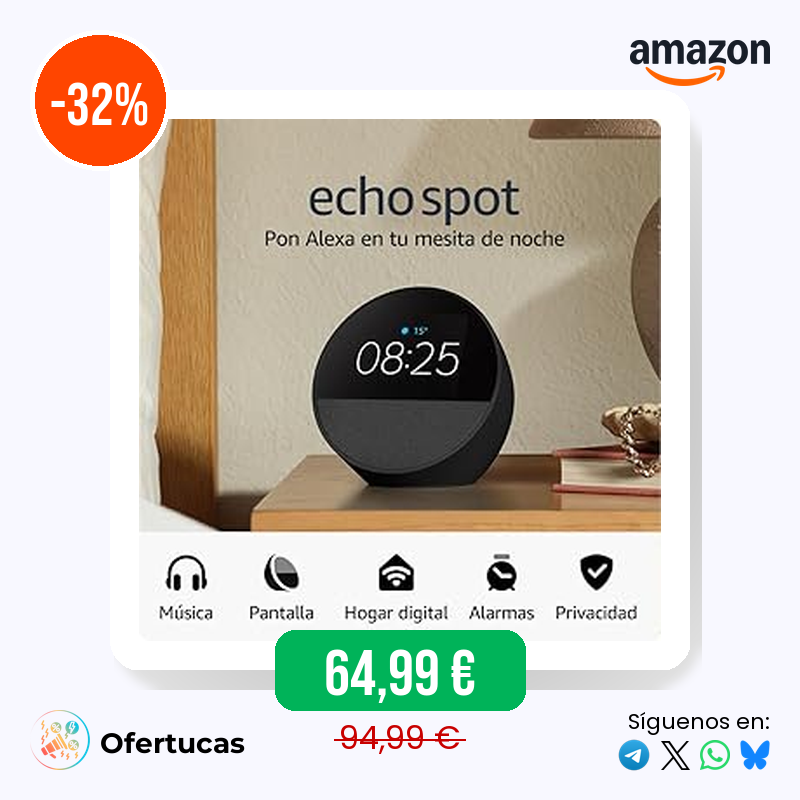 -32%
amazon
echo spot
Pon Alexa en tu mesita de noche
15°
08:25
Música
Pantalla
Hogar digital
Alarmas
Privacidad
64,99 €
94,99 €
Ofertucas
Síguenos en: